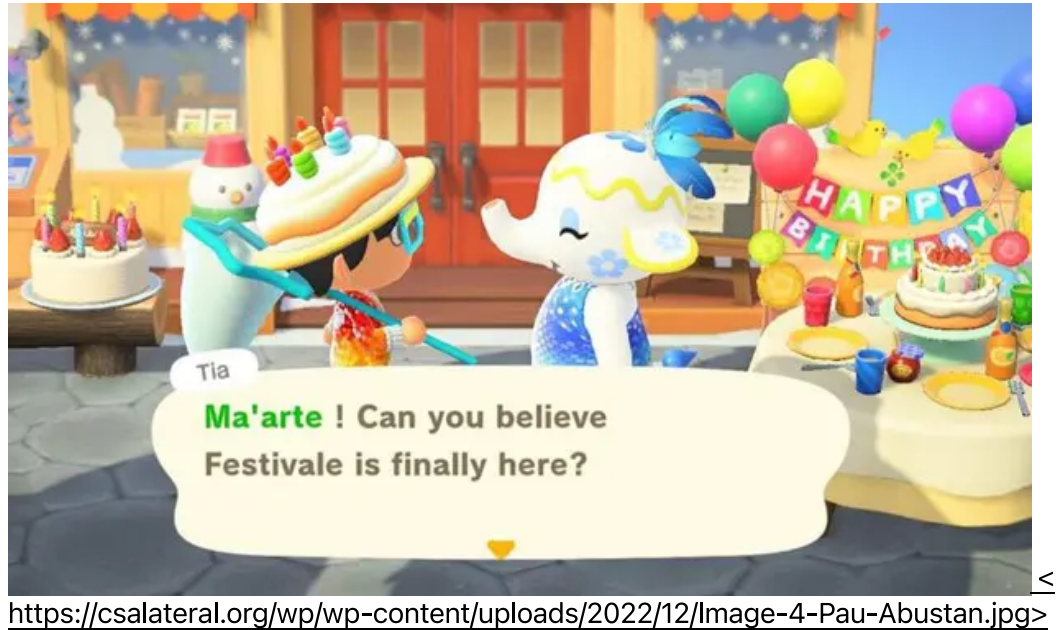 HAPPY
BIRTHDAY
Tia
Ma'arte ! Can you believe
Festivale is finally here?
<
https://csalateral.org/wp/wp-content/uploads/2022/12/Image-4-Pau-Abustan.jpg>